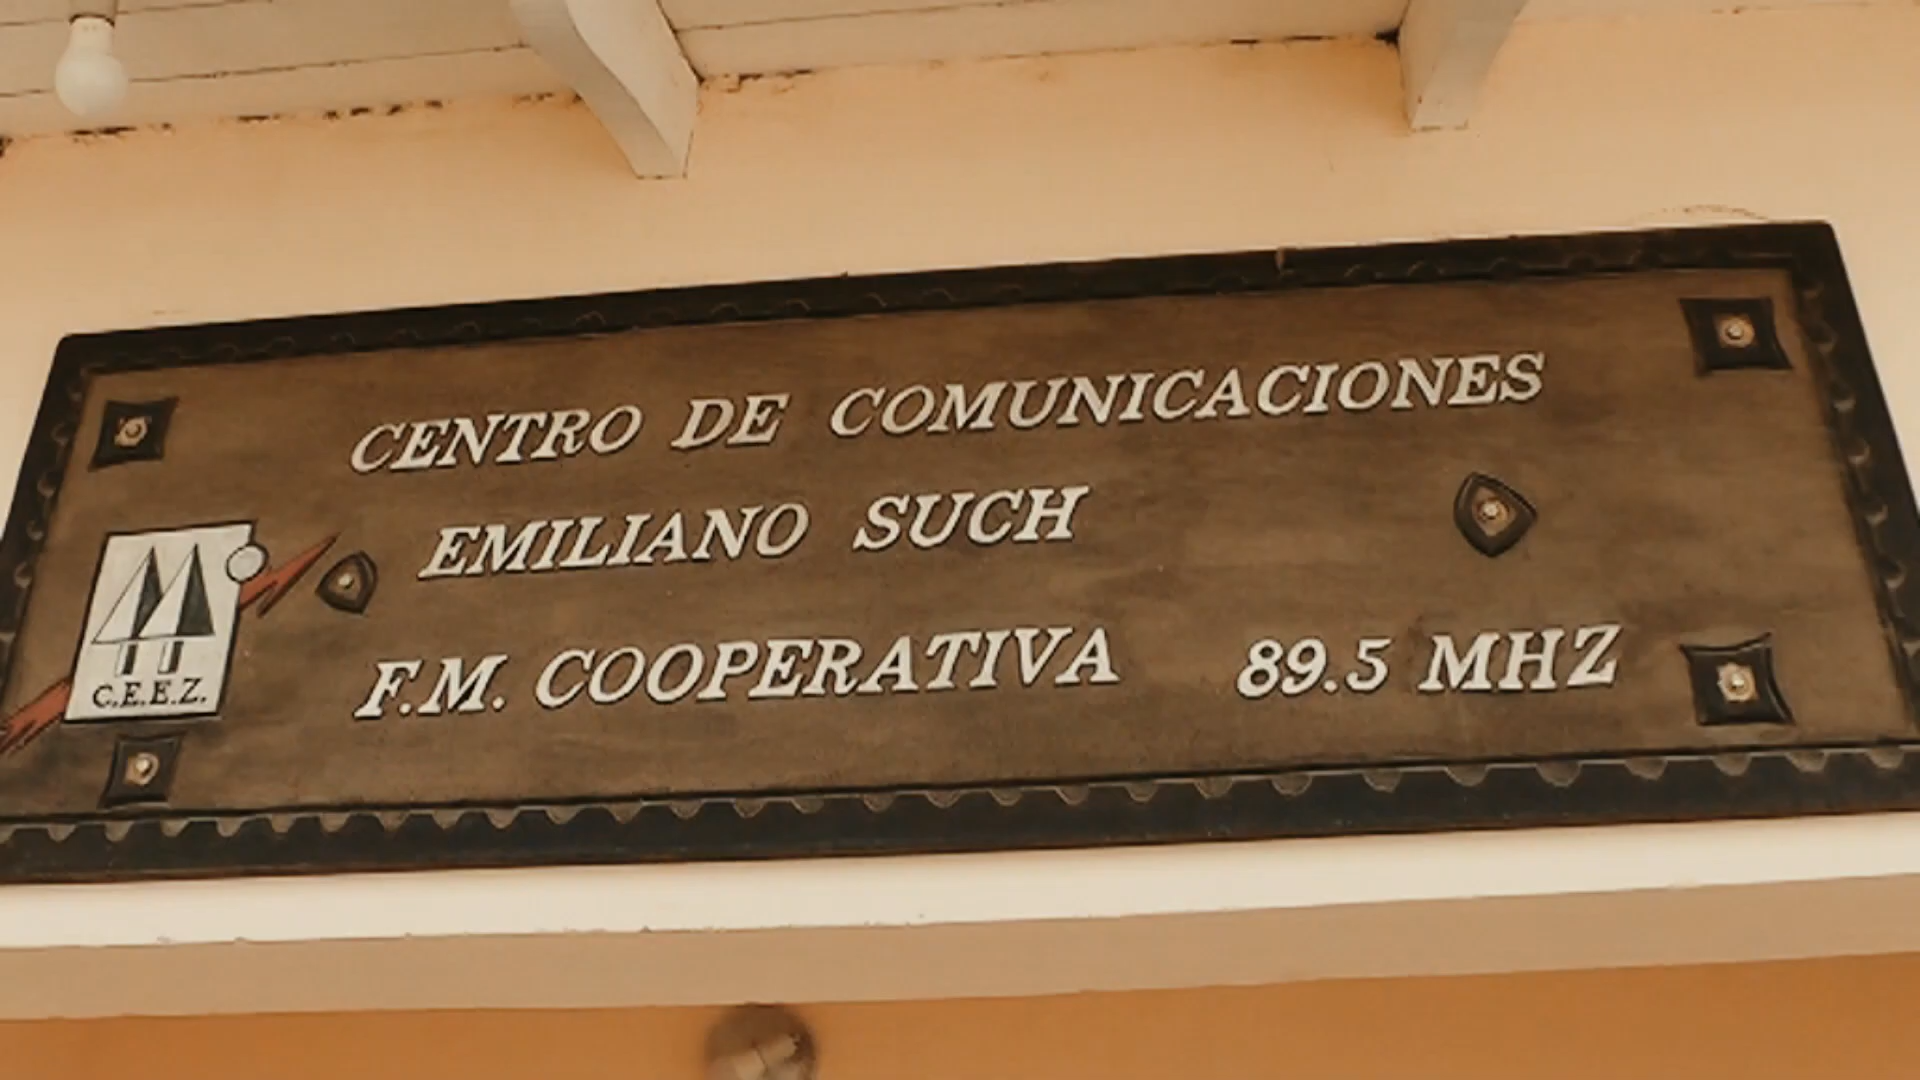 CENTRO DE COMUNICACIONES
EMILIANO SUCH
F.M. COOPERATIVA 89.5 MHZ
C.E.E.Z.